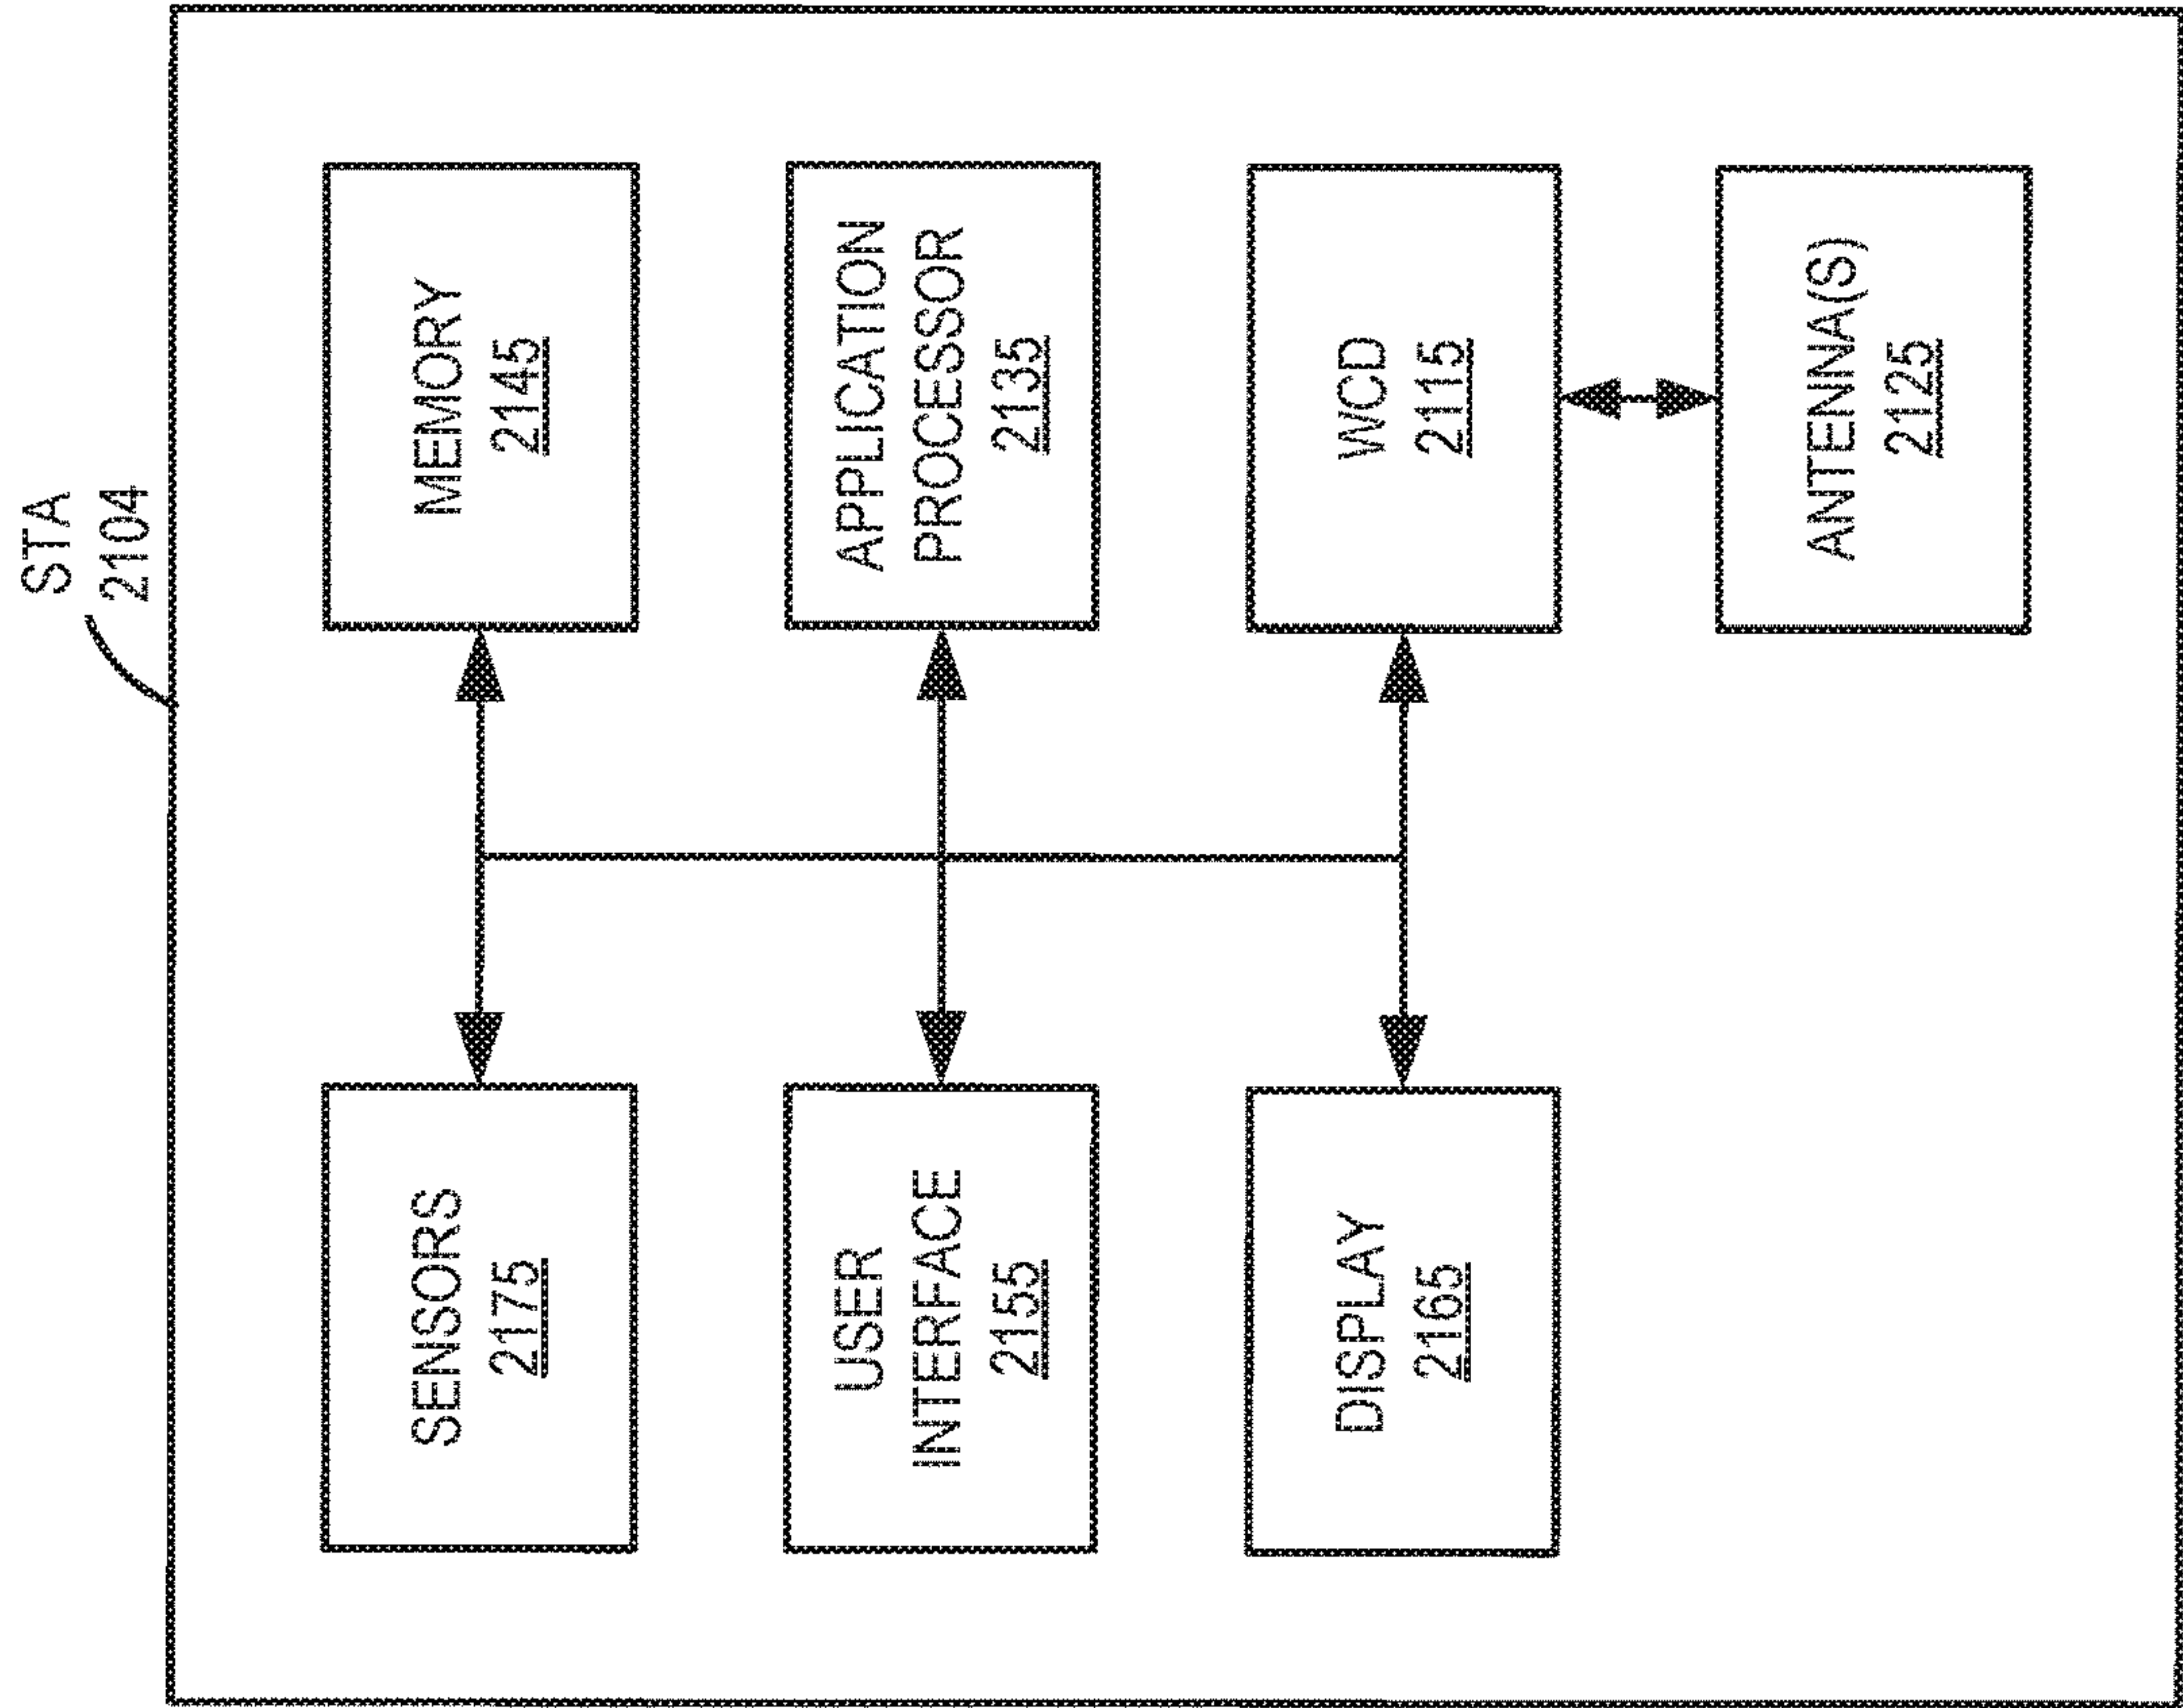 STA
2104
SENSORS
2175
MEMORY
2145
USER
INTERFACE
2155
APPLICATION
PROCESSOR
2135
DISPLAY
2165
WCD
2115
ANTENNA(S)
2125